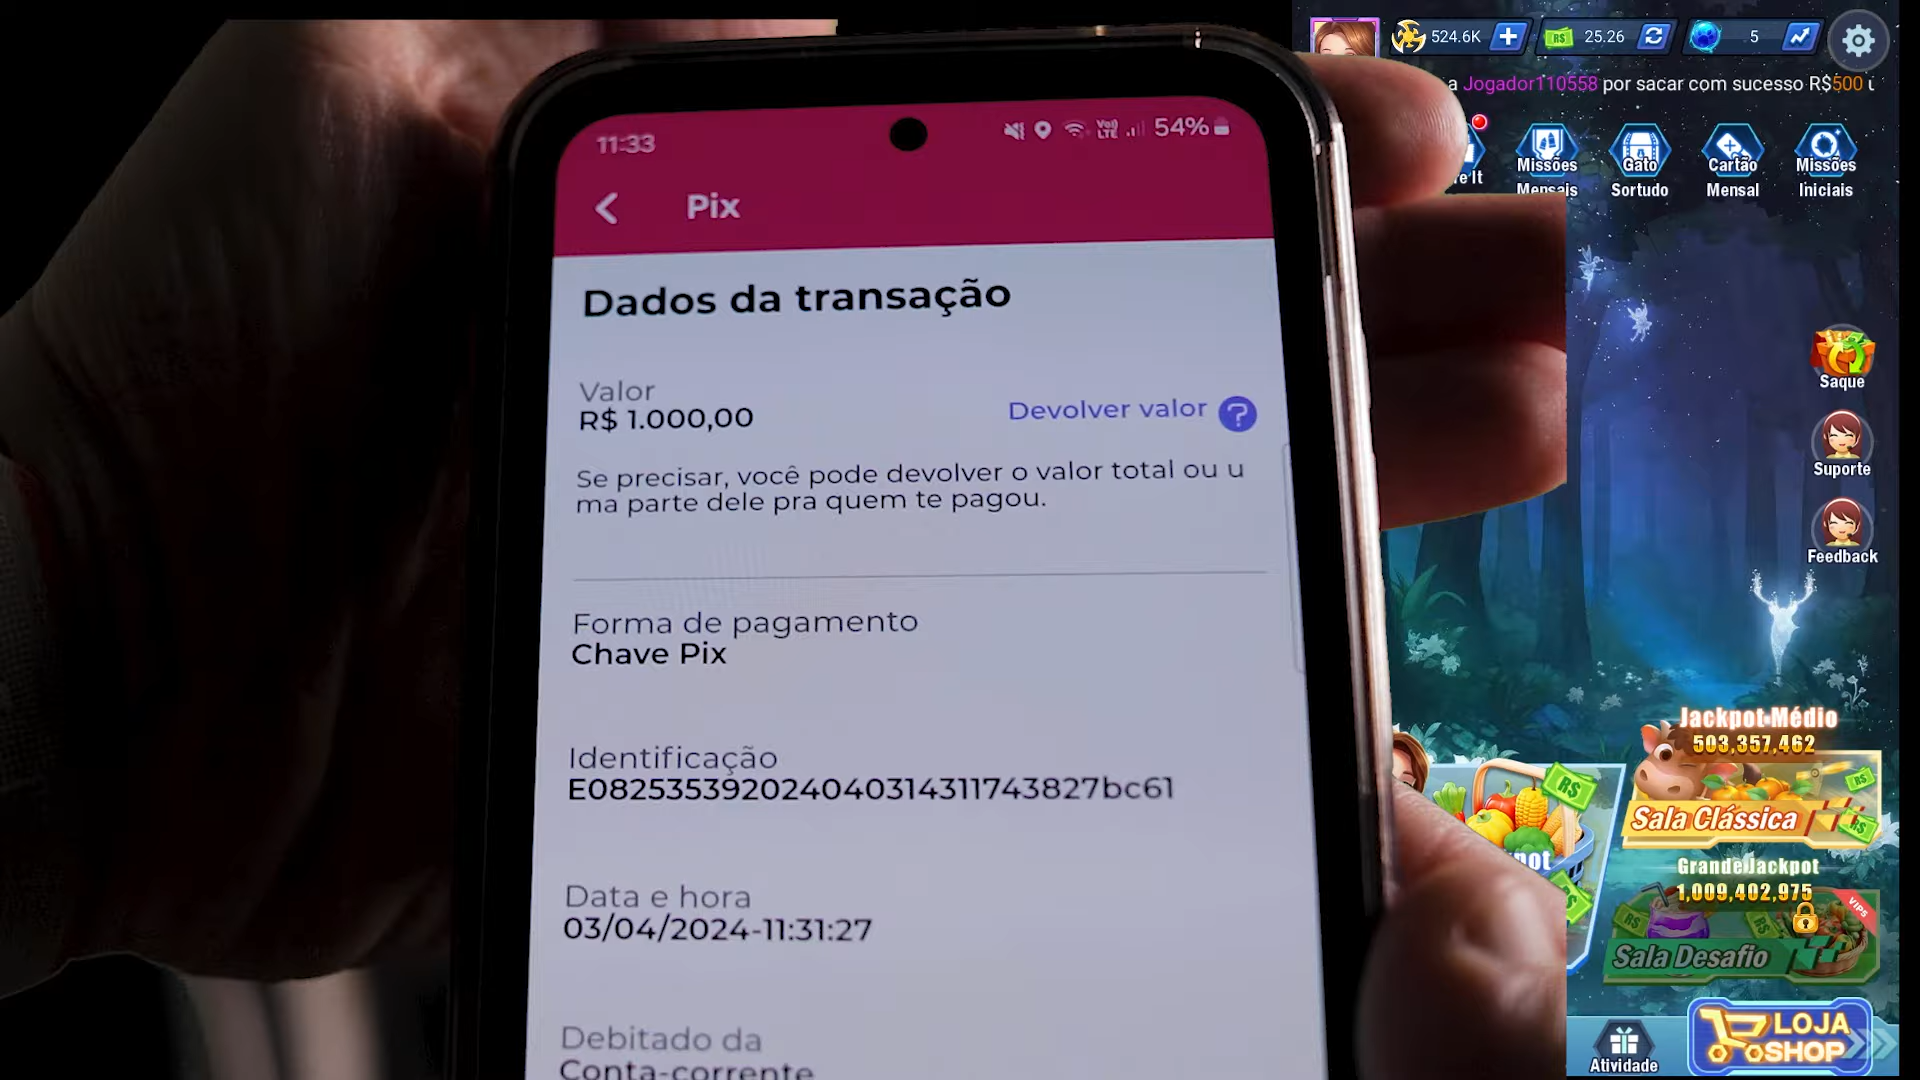 11:33
54%
Pix
Dados da transação
Valor
R$ 1.000,00
Devolver valor ?
Se precisar, você pode devolver o valor total ou u
ma parte dele pra quem te pagou.
Forma de pagamento
Chave Pix
Identificação
E082535392024040314311743827bc61
Data e hora
03/04/2024-11:31:27
Debitado da
Conta-corrente
524.6K
R$ 25.26
5
a Jogador110558 por sacar com sucesso R$500 u
re It
Missões
Mensais
Gato
Sortudo
Cartão
Mensal
Missões
Iniciais
Saque
Suporte
Feedback
Jackpot Médio
503,357,462
Sala Clássica
Grande Jackpot
1,009,402,975
VIP5
Sala Desafio
Atividade
LOJA
SHOP